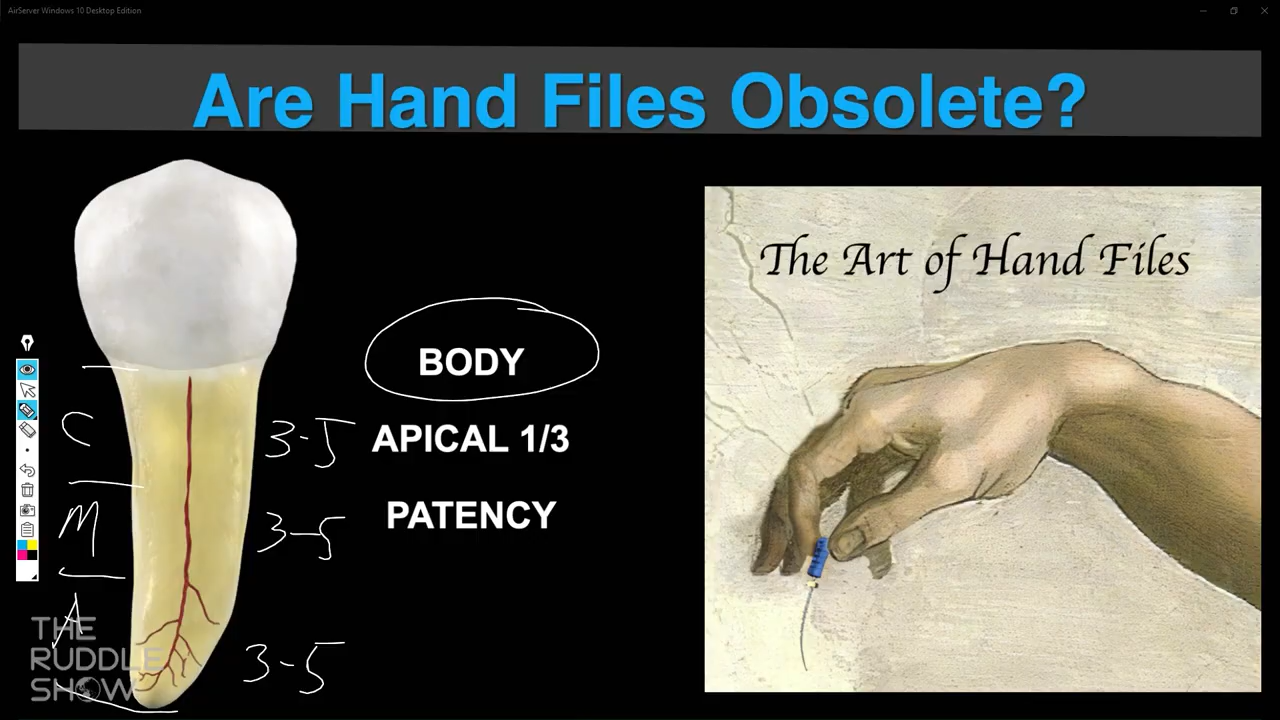 AirServer Windows 10 Desktop Edition
Are Hand Files Obsolete?
The Art of Hand Files
BODY
C
3-5
APICAL 1/3
M
3-5
PATENCY
A
3-5
THE
RUDDLE
SHOW